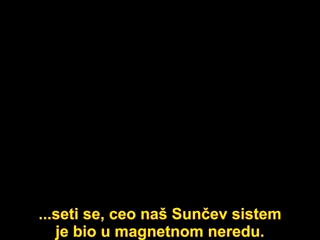 ...seti se, ceo naš Sunčev sistem
je bio u magnetnom neredu.